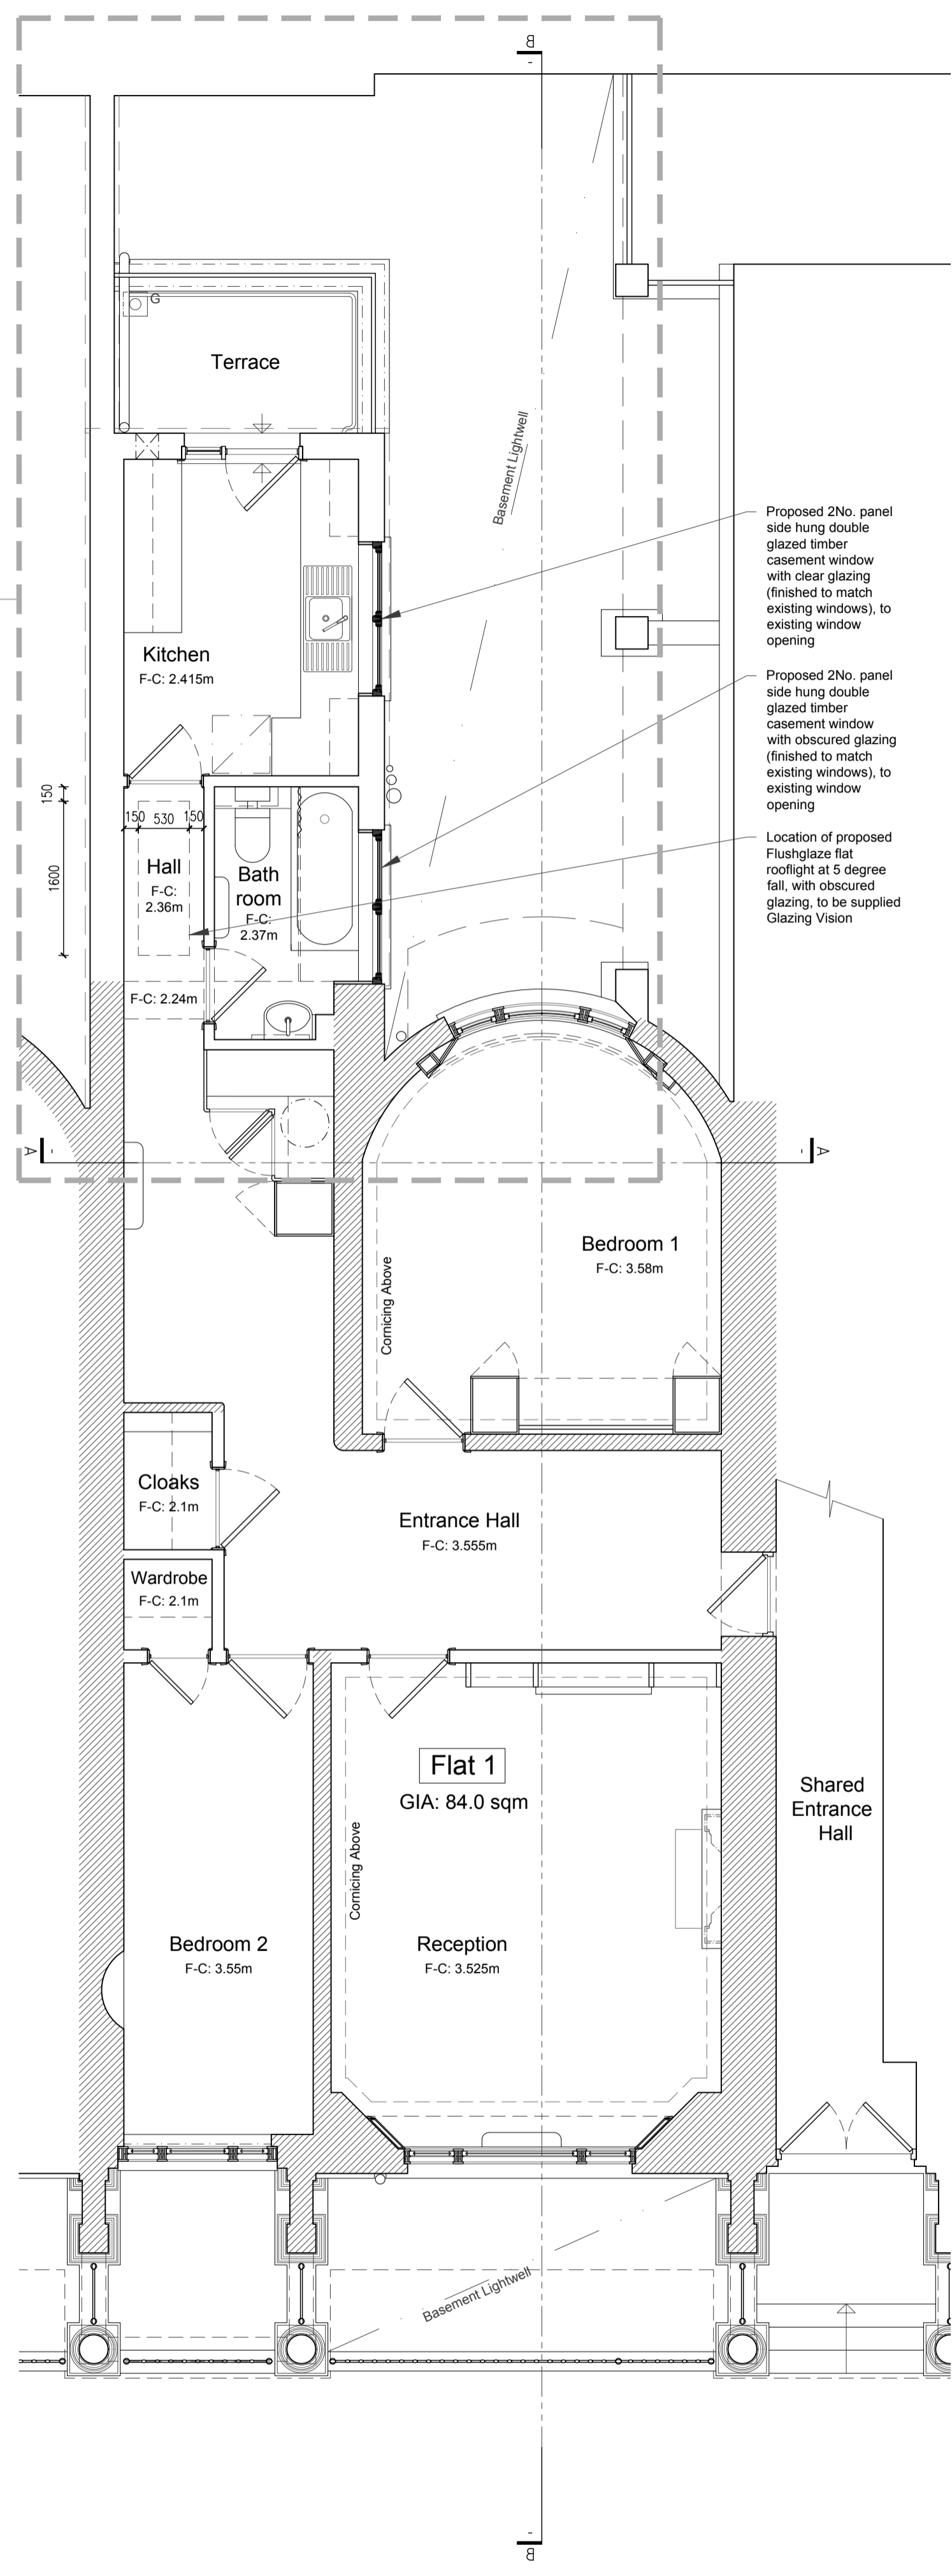 B
-
G
Terrace
Basement Lightwell
Proposed 2No. panel
side hung double
glazed timber
casement window
with clear glazing
(finished to match
existing windows), to
existing window
opening
Kitchen
F-C: 2.415m
Proposed 2No. panel
side hung double
glazed timber
casement window
with obscured glazing
(finished to match
existing windows), to
existing window
opening
150
150 530 150
1600
Hall
F-C:
2.36m
Bath
room
F-C:
2.37m
Location of proposed
Flushglaze flat
rooflight at 5 degree
fall, with obscured
glazing, to be supplied
Glazing Vision
F-C: 2.24m
A
-
-
A
Bedroom 1
F-C: 3.58m
Cornicing Above
Cloaks
F-C: 2.1m
Entrance Hall
F-C: 3.555m
Wardrobe
F-C: 2.1m
Flat 1
GIA: 84.0 sqm
Shared
Entrance
Hall
Cornicing Above
Bedroom 2
F-C: 3.55m
Reception
F-C: 3.525m
Basement Lightwell
-
B